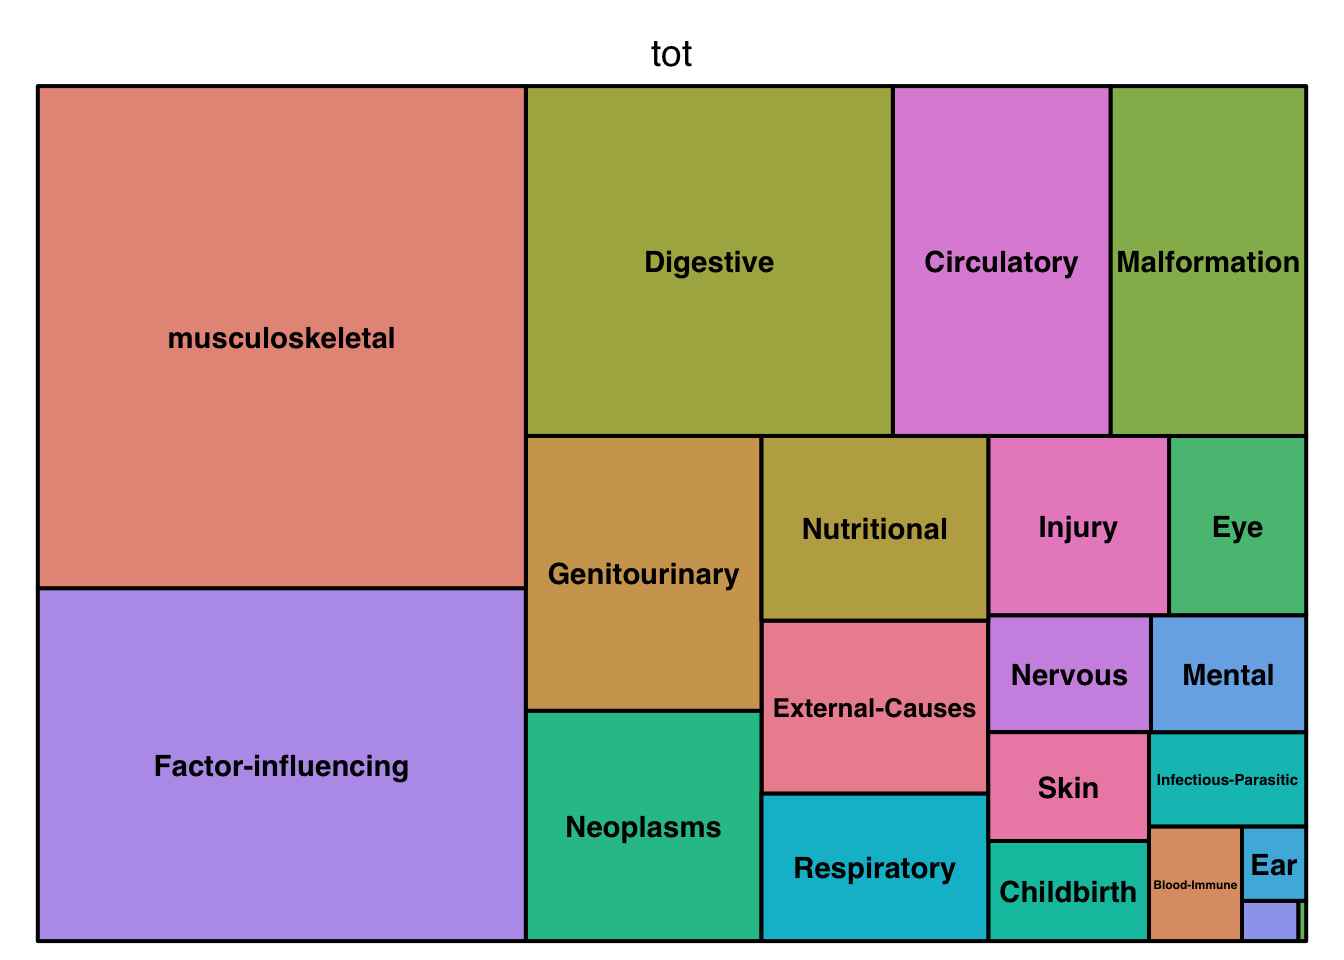 tot
musculoskeletal
Factor-influencing
Digestive
Circulatory
Malformation
Genitourinary
Neoplasms
Nutritional
External-Causes
Respiratory
Injury
Eye
Nervous
Mental
Skin
Infectious-Parasitic
Childbirth
Blood-Immune
Ear